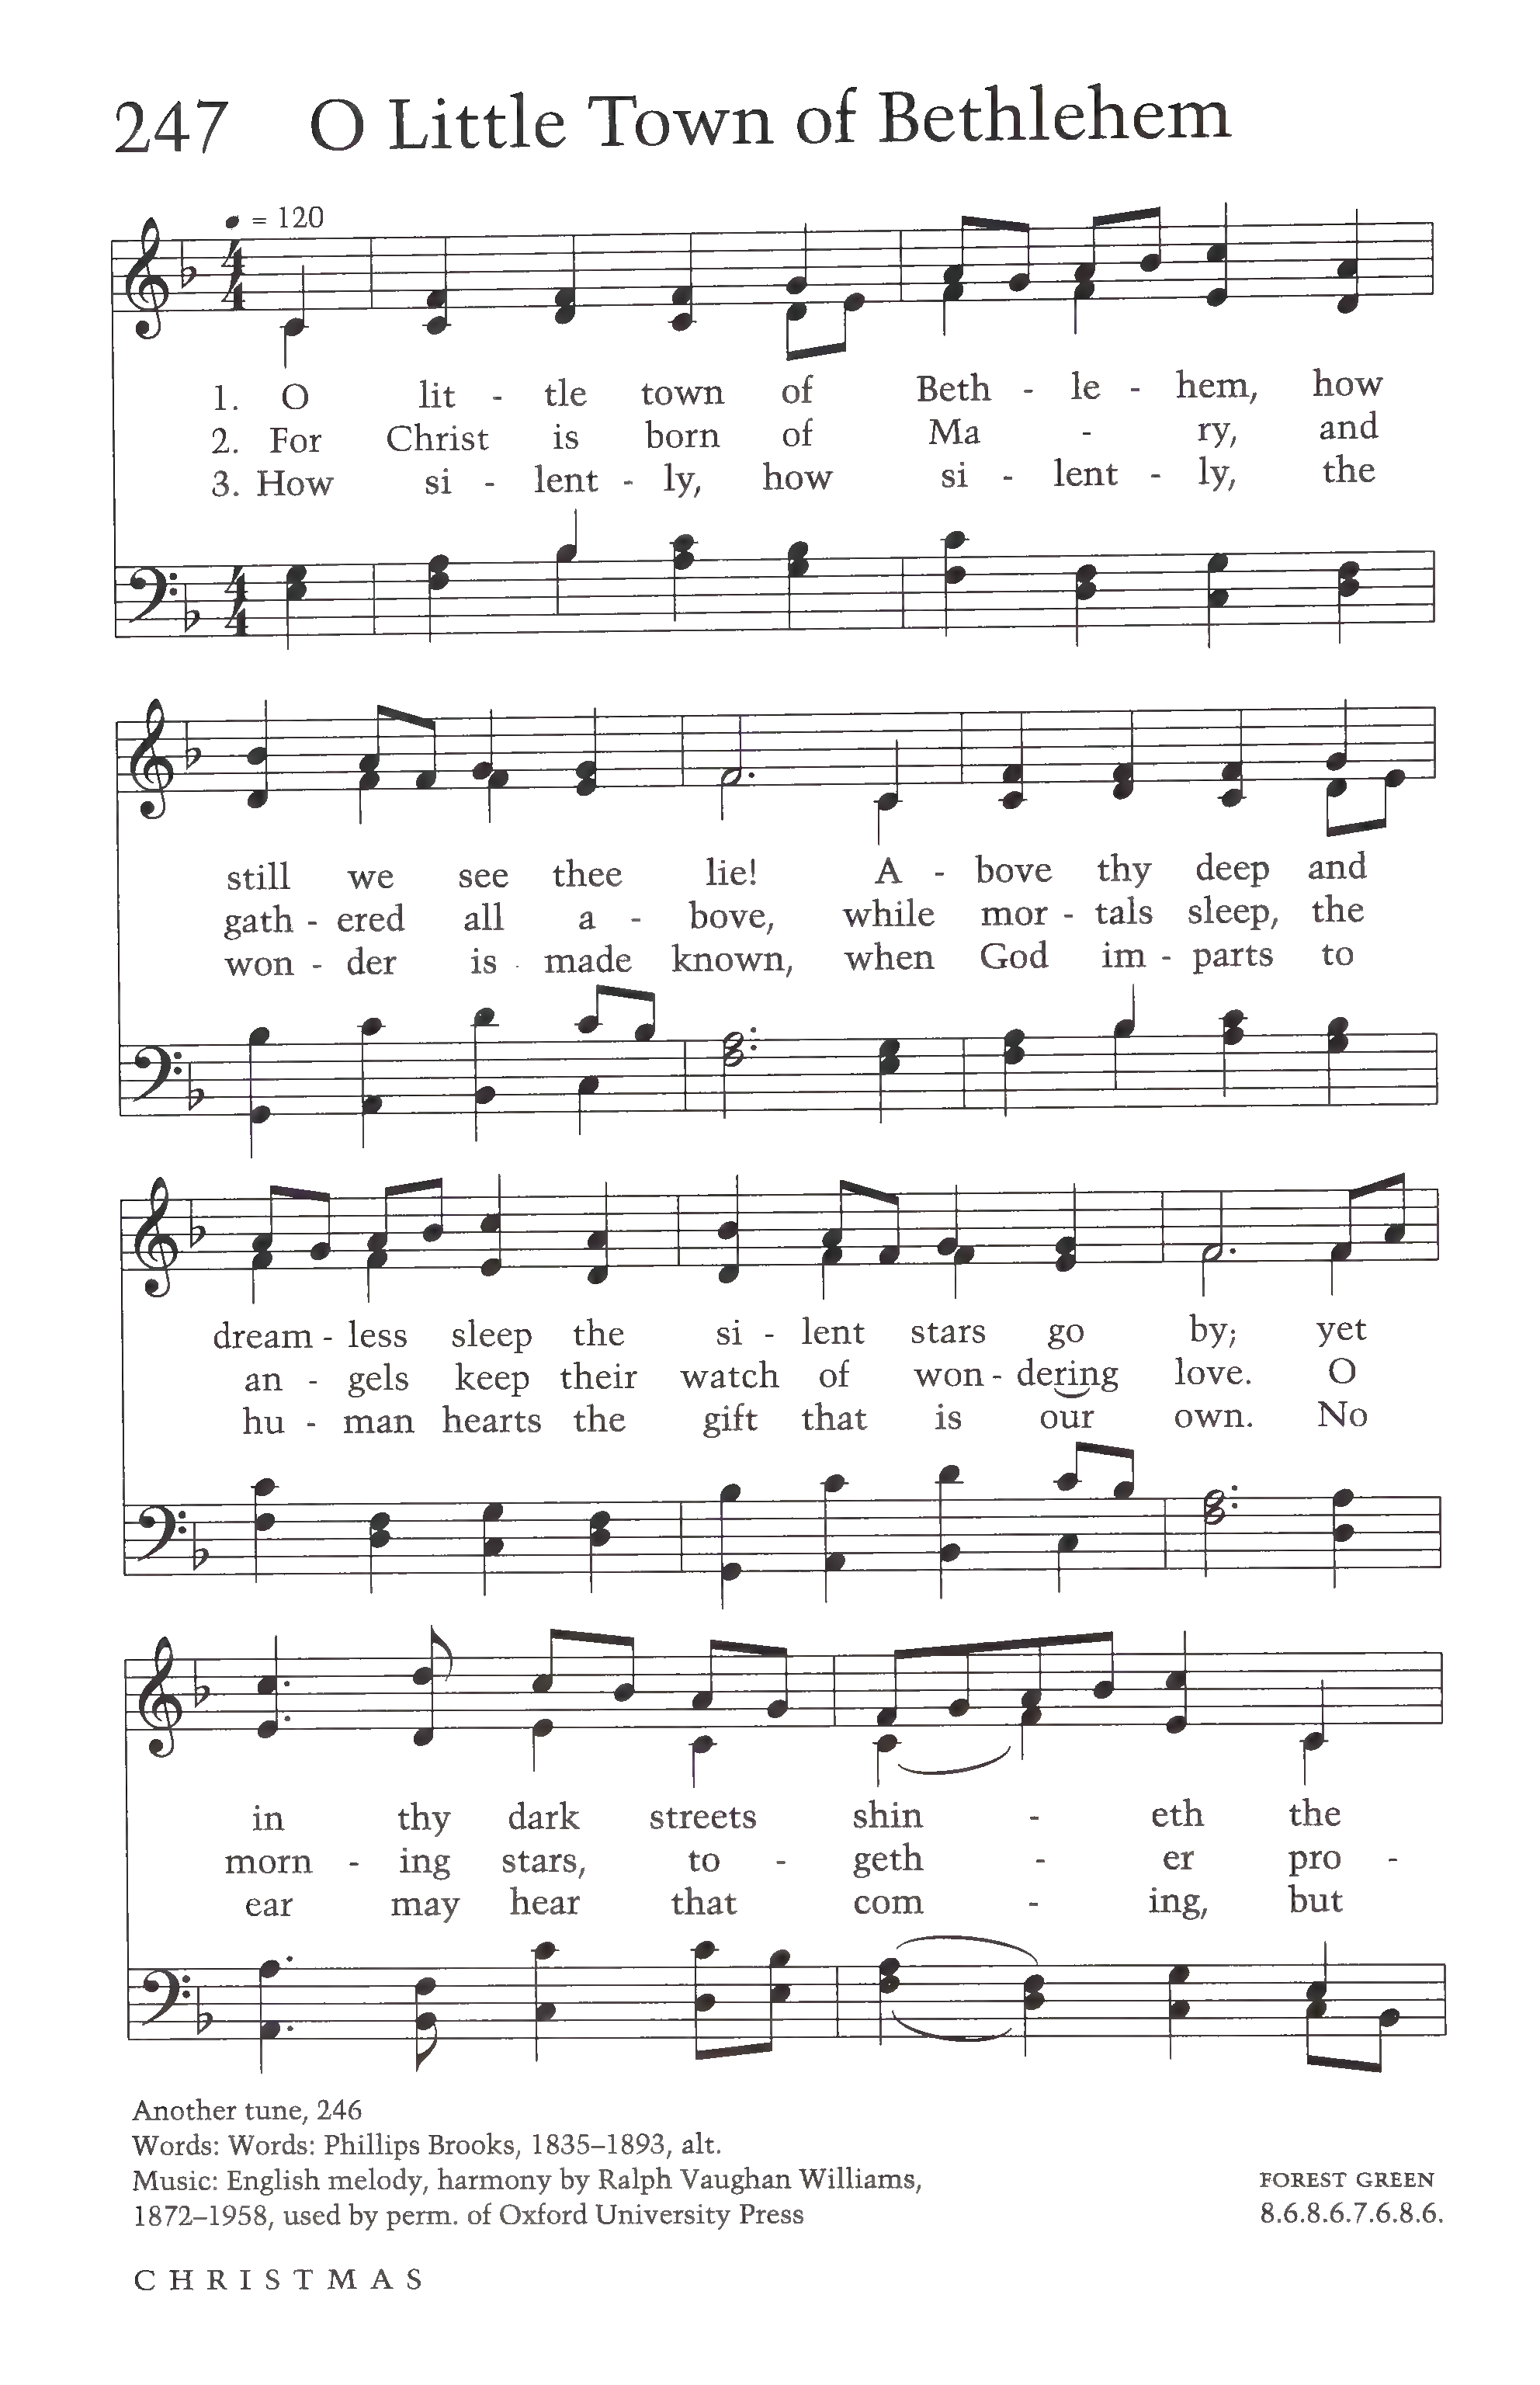 247 O Little Town of Bethlehem
= 120
4 4
1. O lit - tle town of Beth - le - hem, how
2. For Christ is born of Ma - ry, and
3. How si - lent - ly, how si - lent - ly, the
4 4
still we see thee lie! A - bove thy deep and
gath - ered all a - bove, while mor - tals sleep, the
won - der is made known, when God im - parts to
dream - less sleep the si - lent stars go by; yet
an - gels keep their watch of won - dering love. O
hu - man hearts the gift that is our own. No
in thy dark streets shin - eth the
morn - ing stars, to - geth - er pro -
ear may hear that com - ing, but
Another tune, 246
Words: Words: Phillips Brooks, 1835–1893, alt.
Music: English melody, harmony by Ralph Vaughan Williams, FOREST GREEN
1872–1958, used by perm. of Oxford University Press 8.6.8.6.7.6.8.6.
CHRISTMAS